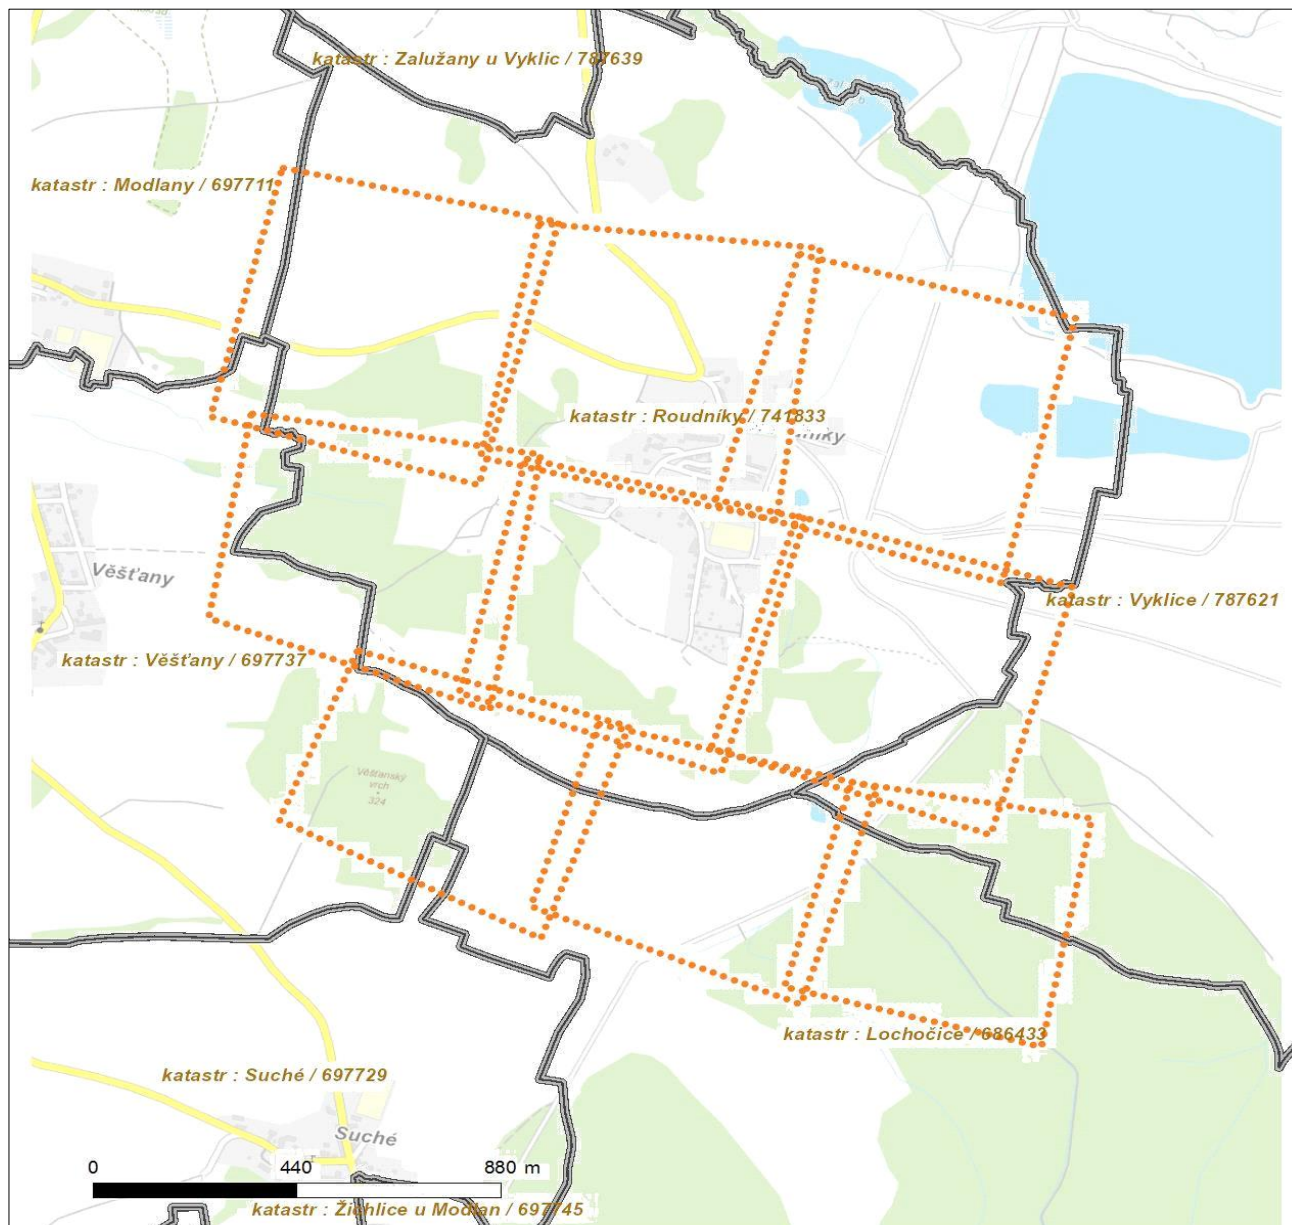 katastr : Zalužany u Vyklic / 787639
katastr : Modlany / 697711
katastr : Roudníky / 741833
Věšťany
katastr : Vyklice / 787621
katastr : Věšťany / 697737
Věšťanský
vrch
324
katastr : Lochočice / 686433
katastr : Suché / 697729
Suché
0 440 880 m
katastr : Žichlice u Modlan / 697745